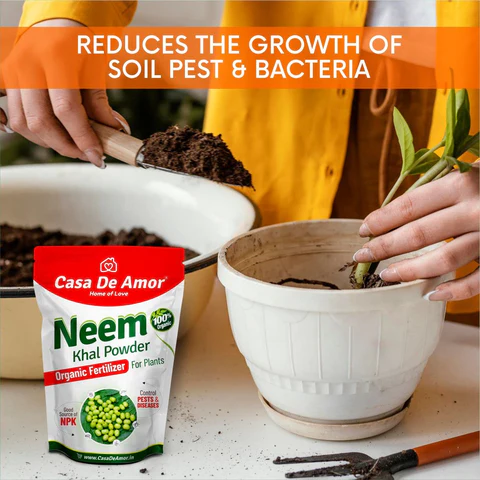 REDUCES THE GROWTH OF
SOIL PEST & BACTERIA
Casa De Amor®
Home of Love
Neem
100%
Organic
Khal Powder
Organic Fertilizer For Plants
Good
Source of
NPK
Control
PESTS &
DISEASES
www.CasaDeAmor.in